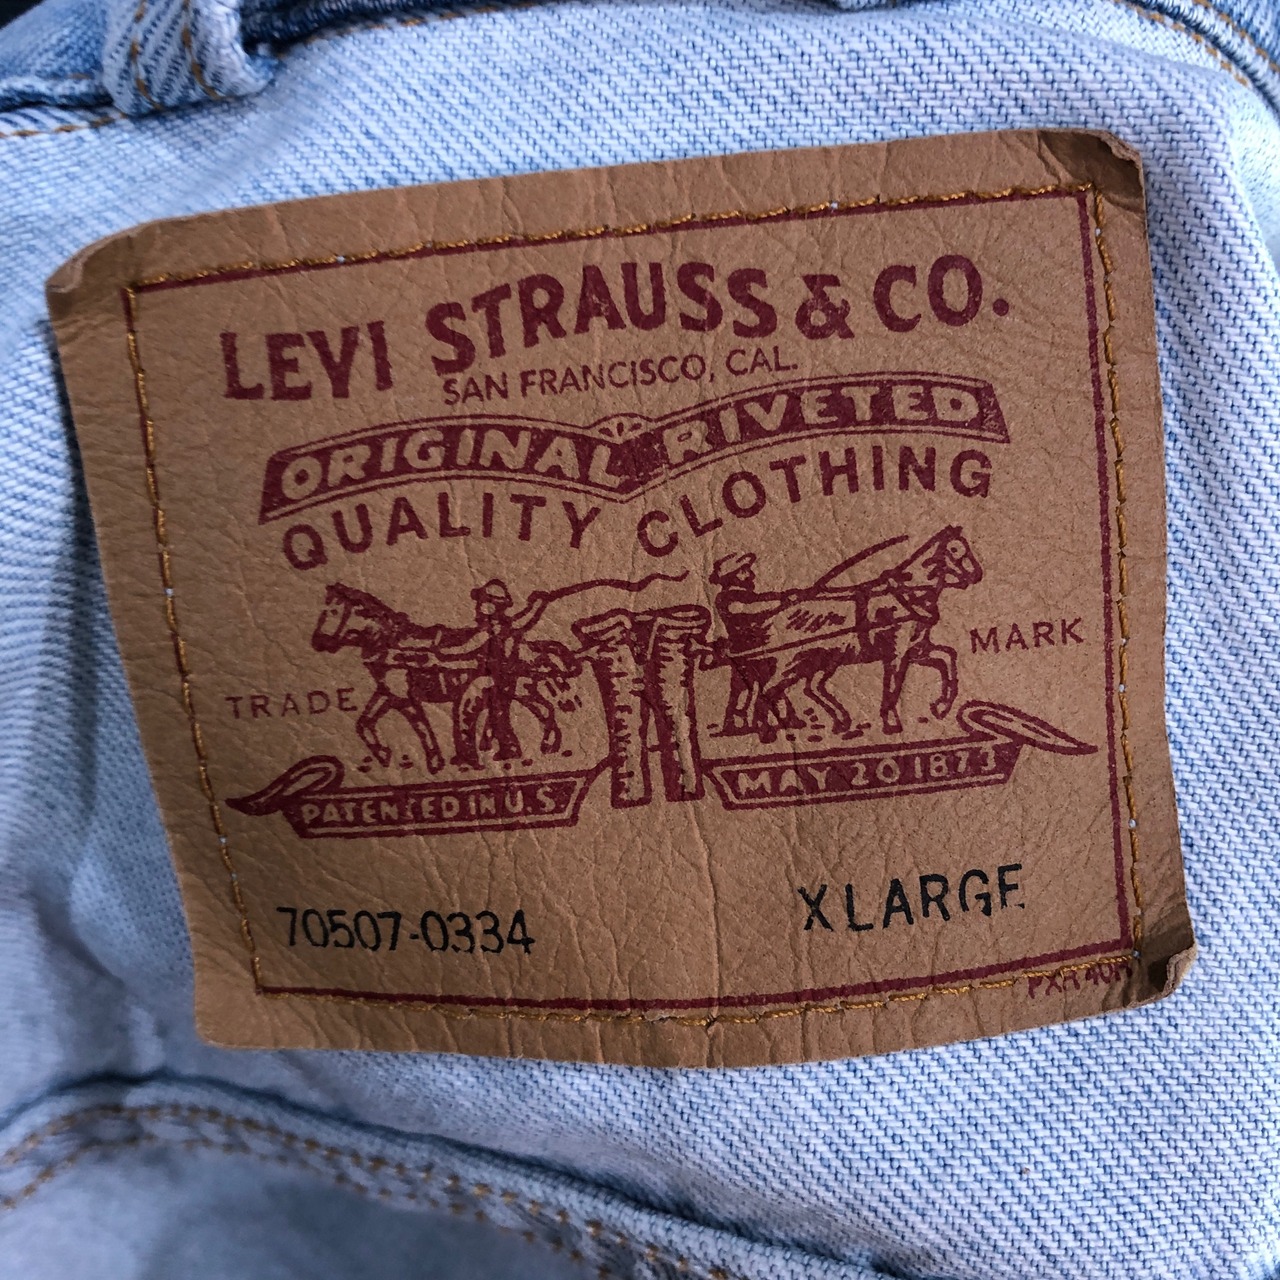 LEVI STRAUSS & CO.
SAN FRANCISCO, CAL.
ORIGINAL RIVETED
QUALITY CLOTHING
TRADE MARK
PATENTED IN U.S. MAY 20 1873
70507-0334 XLARGE